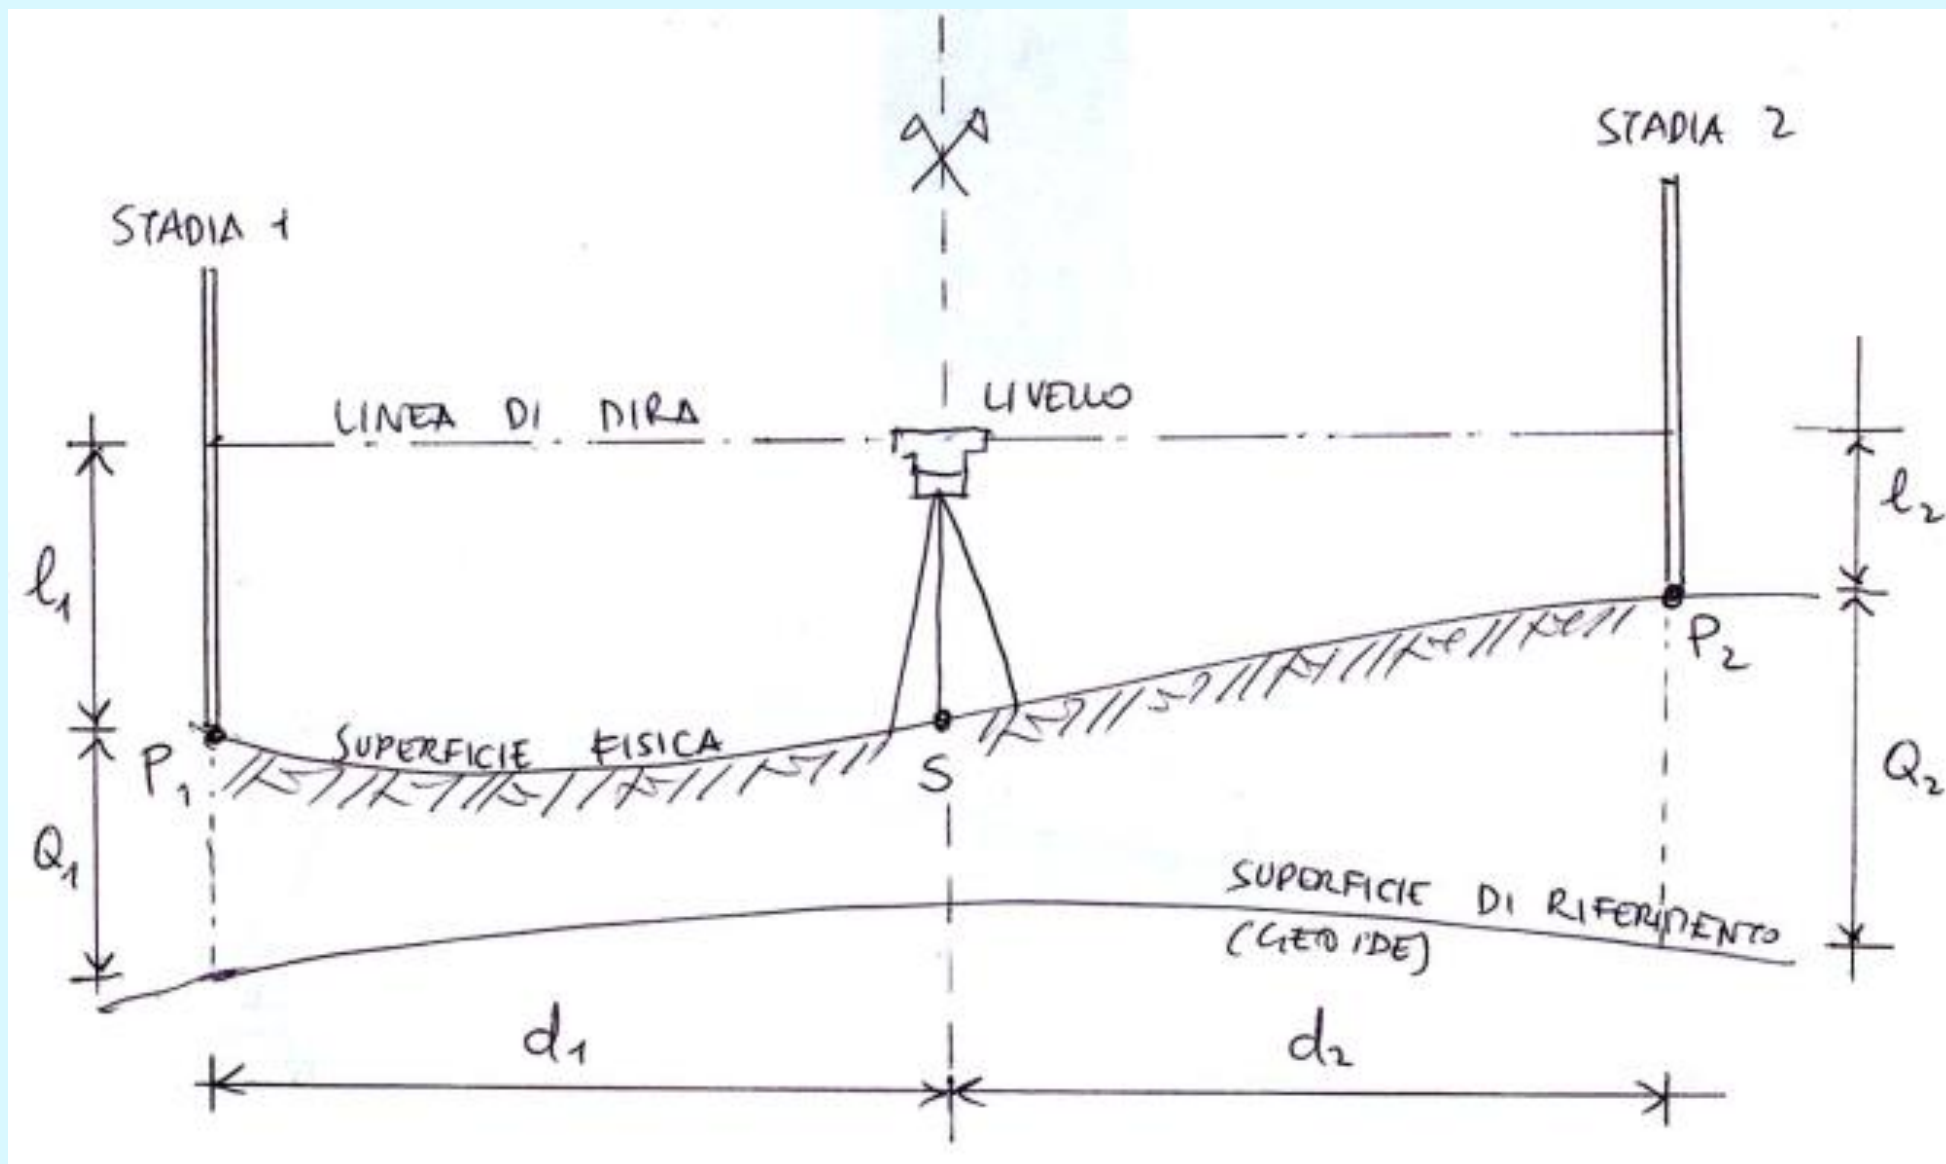 STADIA 1
STADIA 2
LINEA DI MIRA
LIVELLO
l1
l2
P1
SUPERFICIE FISICA
S
P2
Q1
Q2
SUPERFICIE DI RIFERIMENTO
(GEOIDE)
d1
d2